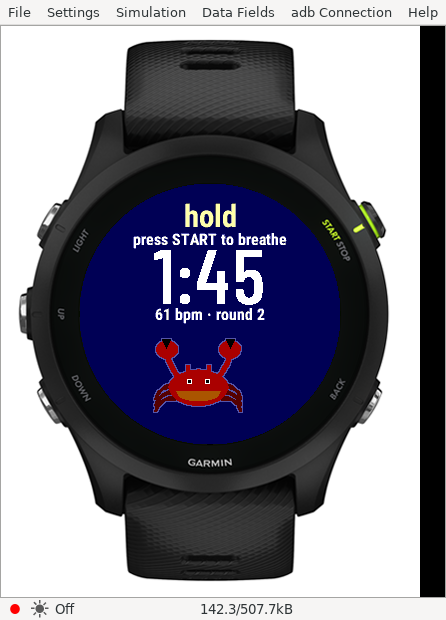 File Settings Simulation Data Fields adb Connection Help
LIGHT
START STOP
hold
press START to breathe
1:45
61 bpm · round 2
UP
DOWN
BACK
GARMIN
Off 142.3/507.7kB